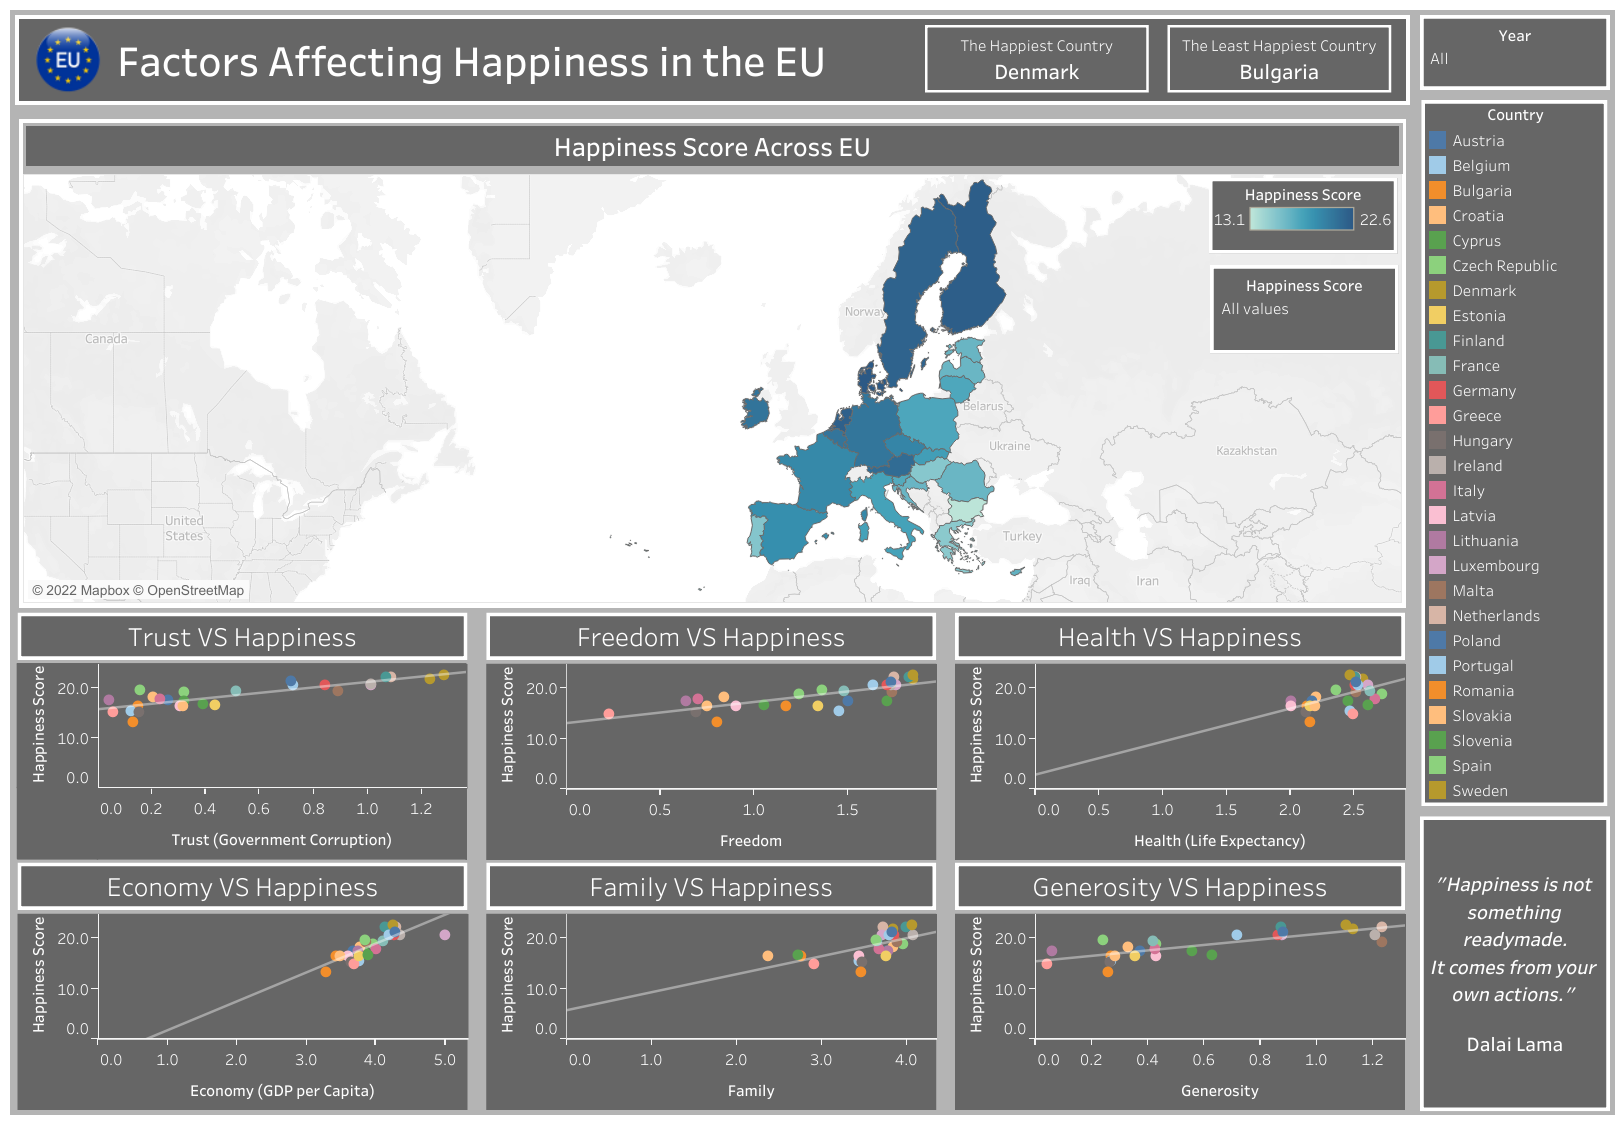 EU
Factors Affecting Happiness in the EU
The Happiest Country
Denmark
The Least Happiest Country
Bulgaria
Year
All
Happiness Score Across EU
Happiness Score
13.1
22.6
Happiness Score
All values
Canada
United
States
Norway
Belarus
Ukraine
Kazakhstan
Turkey
Iraq
Iran
© 2022 Mapbox © OpenStreetMap
Country
Austria
Belgium
Bulgaria
Croatia
Cyprus
Czech Republic
Denmark
Estonia
Finland
France
Germany
Greece
Hungary
Ireland
Italy
Latvia
Lithuania
Luxembourg
Malta
Netherlands
Poland
Portugal
Romania
Slovakia
Slovenia
Spain
Sweden
Trust VS Happiness
Happiness Score
20.0
10.0
0.0
0.0 0.2 0.4 0.6 0.8 1.0 1.2
Trust (Government Corruption)
Freedom VS Happiness
Happiness Score
20.0
10.0
0.0
0.0 0.5 1.0 1.5
Freedom
Health VS Happiness
Happiness Score
20.0
10.0
0.0
0.0 0.5 1.0 1.5 2.0 2.5
Health (Life Expectancy)
Economy VS Happiness
Happiness Score
20.0
10.0
0.0
0.0 1.0 2.0 3.0 4.0 5.0
Economy (GDP per Capita)
Family VS Happiness
Happiness Score
20.0
10.0
0.0
0.0 1.0 2.0 3.0 4.0
Family
Generosity VS Happiness
Happiness Score
20.0
10.0
0.0
0.0 0.2 0.4 0.6 0.8 1.0 1.2
Generosity
"Happiness is not
something
readymade.
It comes from your
own actions."
Dalai Lama